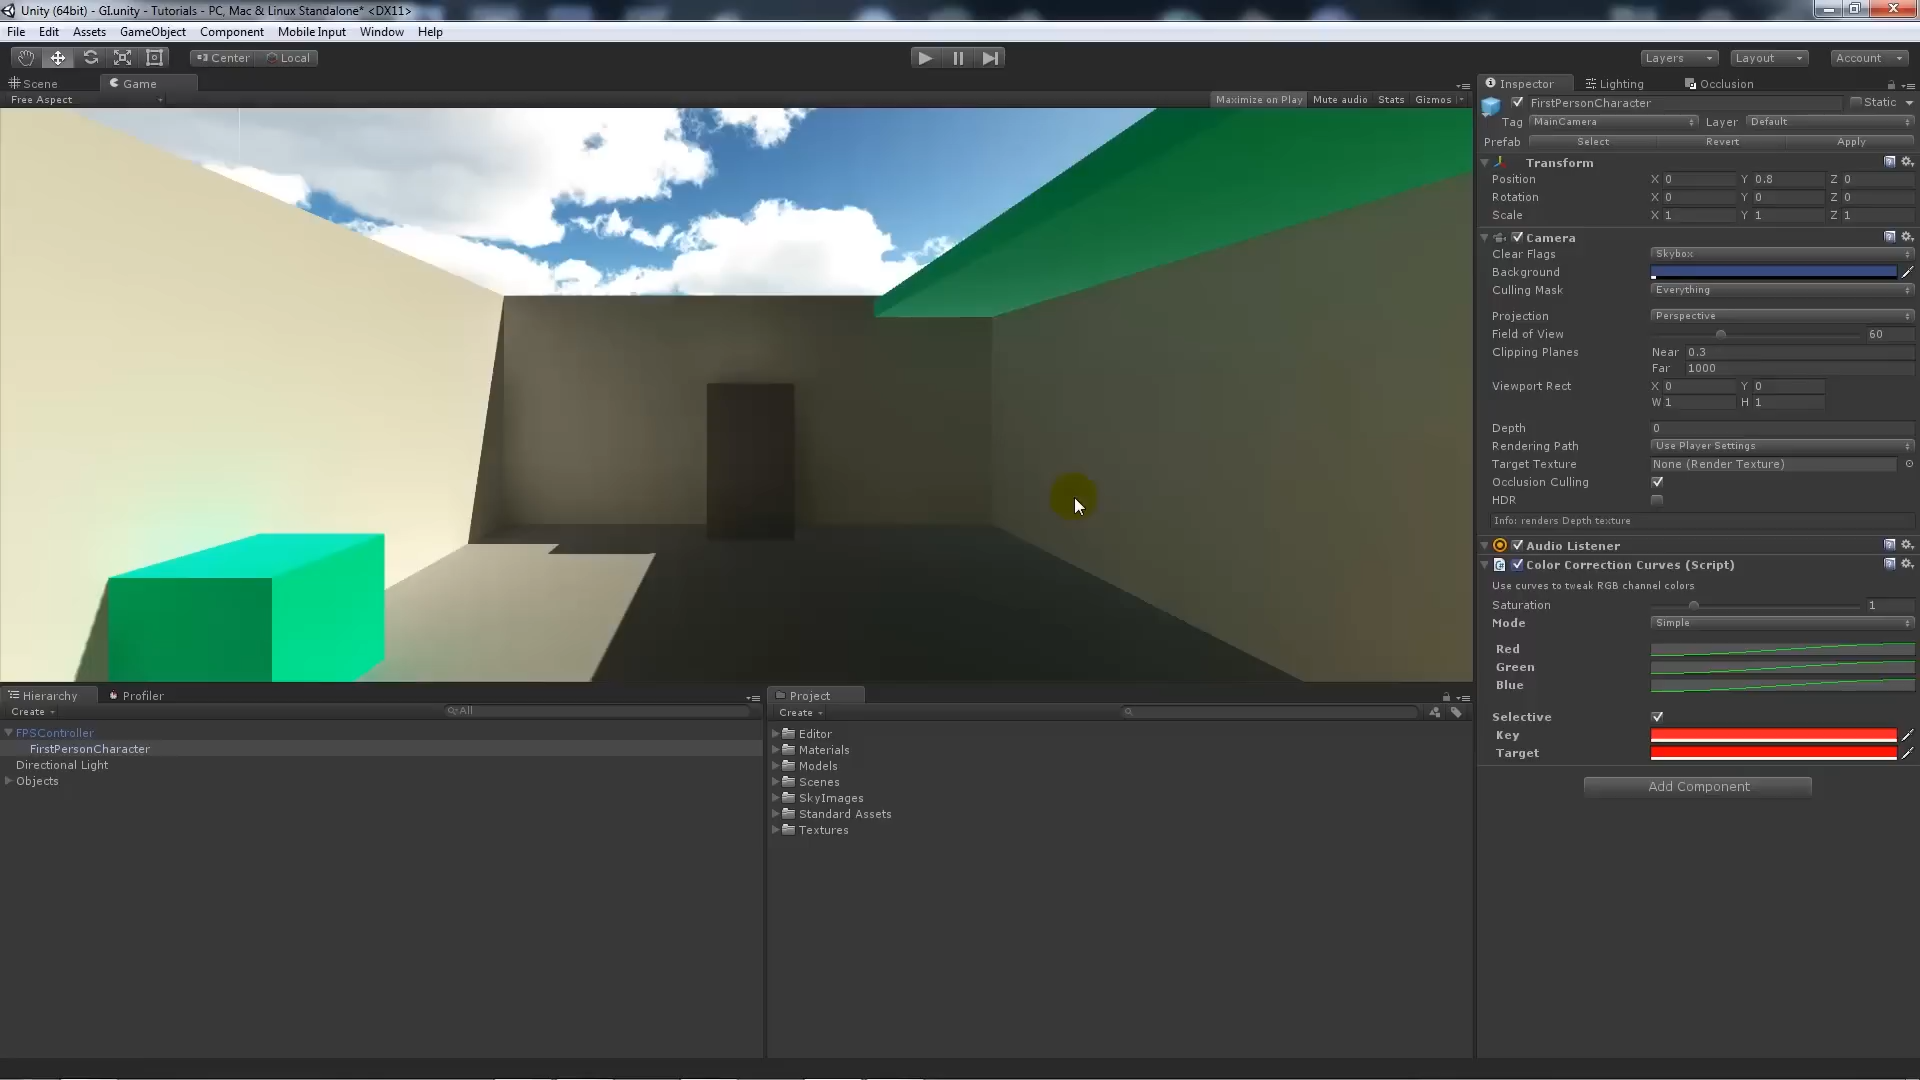 Unity (64bit) - GI.unity - Tutorials - PC, Mac & Linux Standalone* <DX11>
File Edit Assets GameObject Component Mobile Input Window Help
Center Local Layers Layout Account
Scene Game
Free Aspect Maximize on Play Mute audio Stats Gizmos
Inspector Lighting Occlusion
FirstPersonCharacter Static
Tag MainCamera Layer Default
Prefab Select Revert Apply
Transform
Position X 0 Y 0.8 Z 0
Rotation X 0 Y 0 Z 0
Scale X 1 Y 1 Z 1
Camera
Clear Flags Skybox
Background
Culling Mask Everything
Projection Perspective
Field of View 60
Clipping Planes Near 0.3
Far 1000
Viewport Rect X 0 Y 0
W 1 H 1
Depth 0
Rendering Path Use Player Settings
Target Texture None (Render Texture)
Occlusion Culling
HDR
Info: renders Depth texture
Audio Listener
Color Correction Curves (Script)
Use curves to tweak RGB channel colors
Saturation 1
Mode Simple
Red
Green
Blue
Selective
Key
Target
Add Component
Hierarchy Profiler
Create All
FPSController
FirstPersonCharacter
Directional Light
Objects
Project
Create
Editor
Materials
Models
Scenes
SkyImages
Standard Assets
Textures